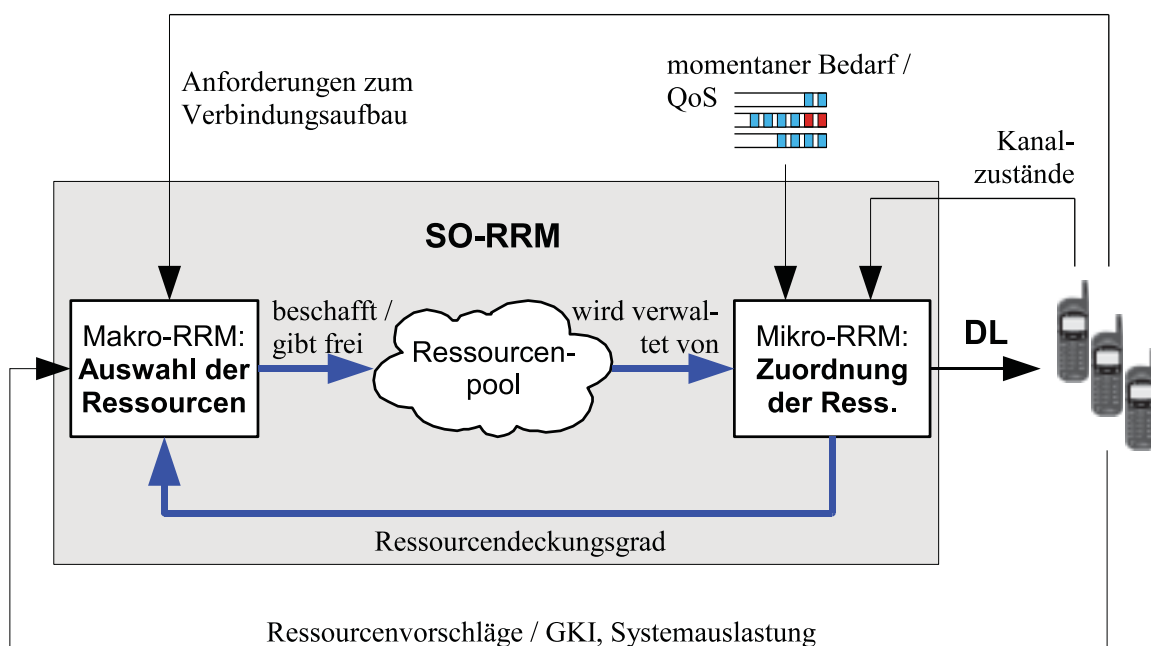 Anforderungen zum
Verbindungsaufbau
momentaner Bedarf /
QoS
Kanal-
zustände
SO-RRM
Makro-RRM:
Auswahl der
Ressourcen
beschafft /
gibt frei
Ressourcen-
pool
wird verwal-
tet von
Mikro-RRM:
Zuordnung
der Ress.
DL
Ressourcendeckungsgrad
Ressourcenvorschläge / GKI, Systemauslastung